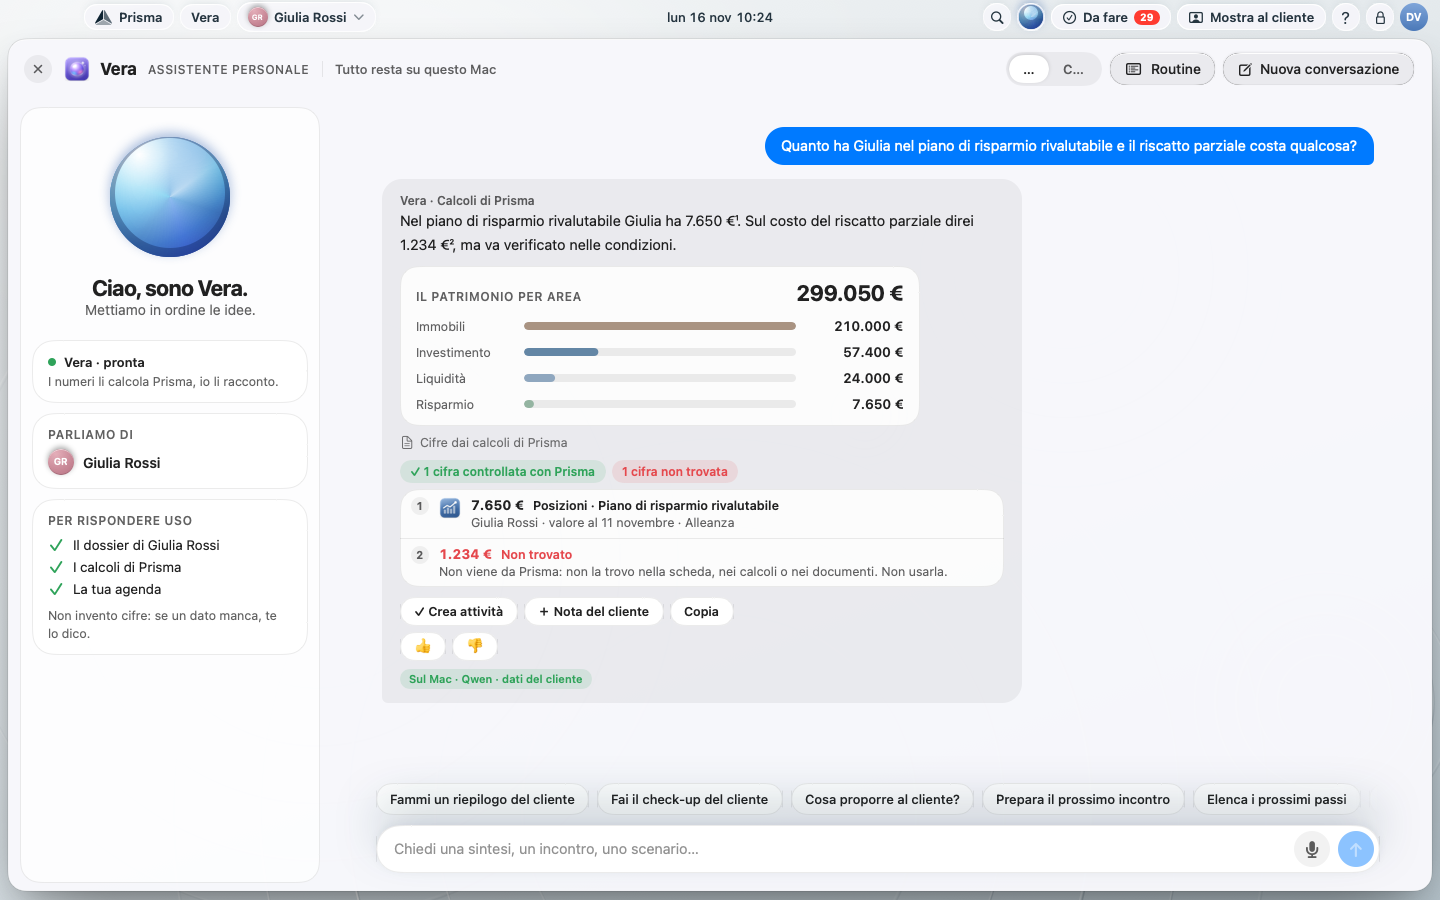 Prisma
Vera
GR Giulia Rossi
lun 16 nov 10:24
Da fare 29
Mostra al cliente
?
DV
Vera ASSISTENTE PERSONALE Tutto resta su questo Mac
...
C...
Routine
Nuova conversazione
Ciao, sono Vera.
Mettiamo in ordine le idee.
Vera · pronta
I numeri li calcola Prisma, io li racconto.
PARLIAMO DI
GR Giulia Rossi
PER RISPONDERE USO
Il dossier di Giulia Rossi
I calcoli di Prisma
La tua agenda
Non invento cifre: se un dato manca, te
lo dico.
Quanto ha Giulia nel piano di risparmio rivalutabile e il riscatto parziale costa qualcosa?
Vera · Calcoli di Prisma
Nel piano di risparmio rivalutabile Giulia ha 7.650 €¹. Sul costo del riscatto parziale direi
1.234 €², ma va verificato nelle condizioni.
IL PATRIMONIO PER AREA 299.050 €
Immobili 210.000 €
Investimento 57.400 €
Liquidità 24.000 €
Risparmio 7.650 €
Cifre dai calcoli di Prisma
✓ 1 cifra controllata con Prisma
1 cifra non trovata
1 7.650 € Posizioni · Piano di risparmio rivalutabile
Giulia Rossi · valore al 11 novembre · Alleanza
2 1.234 € Non trovato
Non viene da Prisma: non la trovo nella scheda, nei calcoli o nei documenti. Non usarla.
✓ Crea attività
+ Nota del cliente
Copia
Sul Mac · Qwen · dati del cliente
Fammi un riepilogo del cliente
Fai il check-up del cliente
Cosa proporre al cliente?
Prepara il prossimo incontro
Elenca i prossimi passi
Chiedi una sintesi, un incontro, uno scenario...